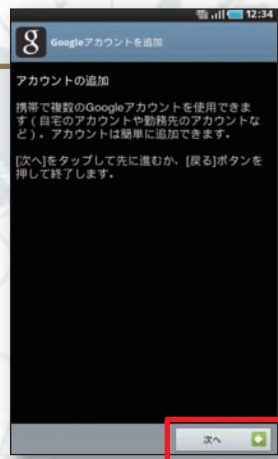 12:34
g Googleアカウントを追加
アカウントの追加
携帯で複数のGoogleアカウントを使用できま
す(自宅のアカウントや勤務先のアカウントな
ど)。アカウントは簡単に追加できます。
[次へ]をタップして先に進むか、[戻る]ボタンを
押して終了します。
次へ